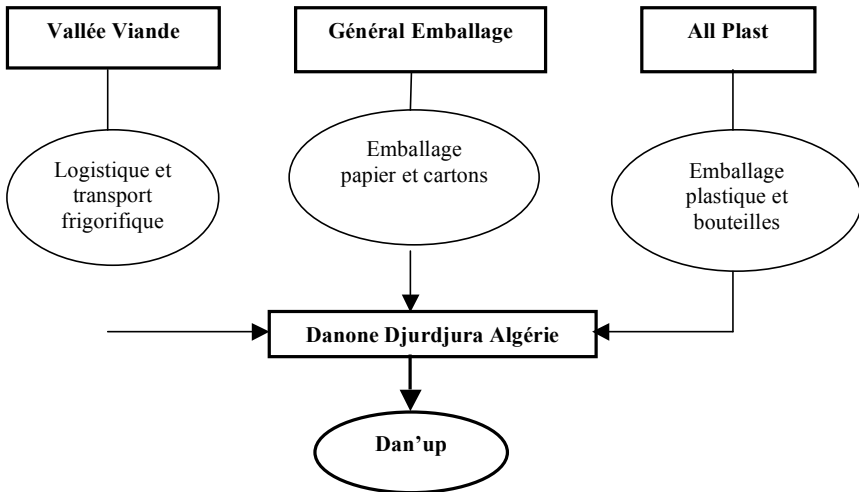 Vallée Viande
Général Emballage
All Plast
Logistique et
transport
frigorifique
Emballage
papier et cartons
Emballage
plastique et
bouteilles
Danone Djurdjura Algérie
Dan’up